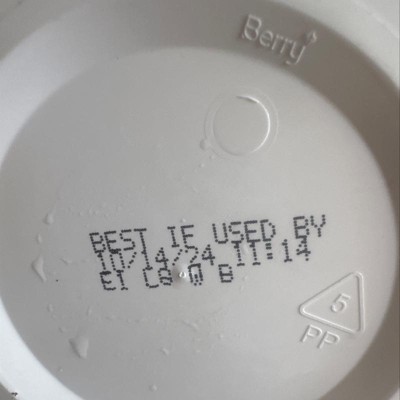 Berry
BEST IF USED BY
10/14/24 11:14
B
5
PP